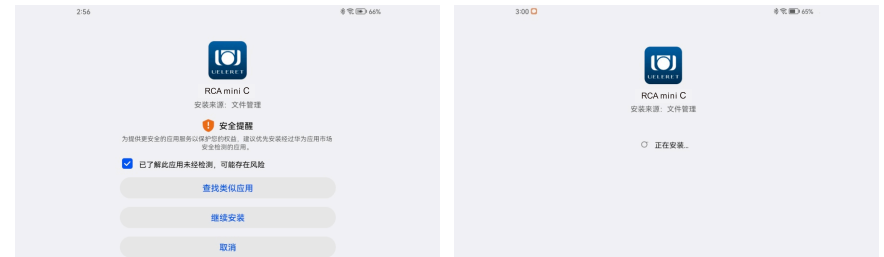 2:56
66%
UELERET
RCA mini C
安装来源：文件管理
安全提醒
为提供更安全的应用服务以保护您的权益，建议优先安装经过华为应用市场
安全检测的应用。
已了解此应用未经检测，可能存在风险
查找类似应用
继续安装
取消
3:00
65%
UELERET
RCA mini C
安装来源：文件管理
正在安装...